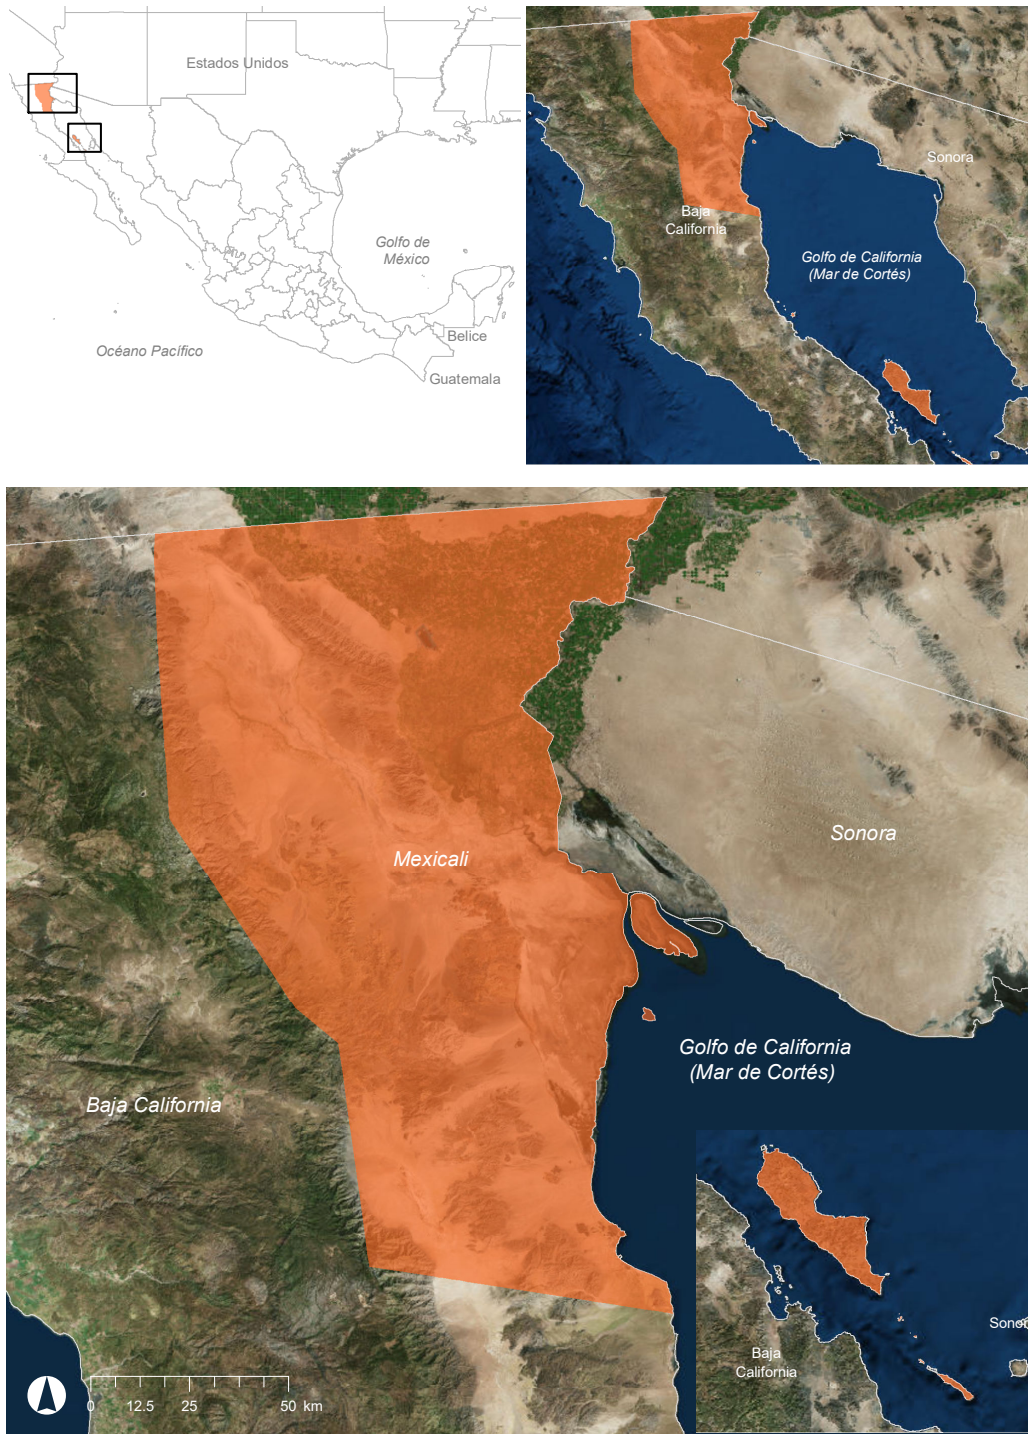 Estados Unidos
Golfo de
México
Belice
Océano Pacífico
Guatemala
Sonora
Baja
California
Golfo de California
(Mar de Cortés)
Mexicali
Sonora
Golfo de California
(Mar de Cortés)
Baja California
Baja
California
0 12.5 25 50 km